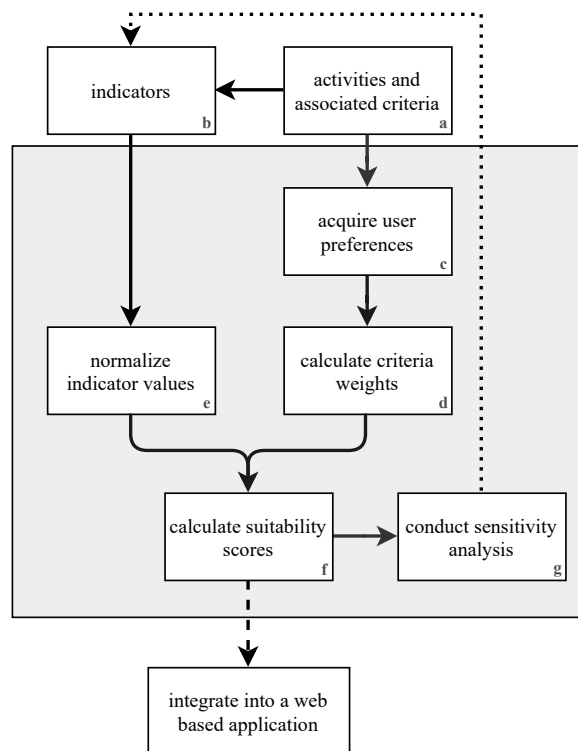 indicators
b
activities and
associated criteria
a
acquire user
preferences
c
normalize
indicator values
e
calculate criteria
weights
d
calculate suitability
scores
f
conduct sensitivity
analysis
g
integrate into a web
based application